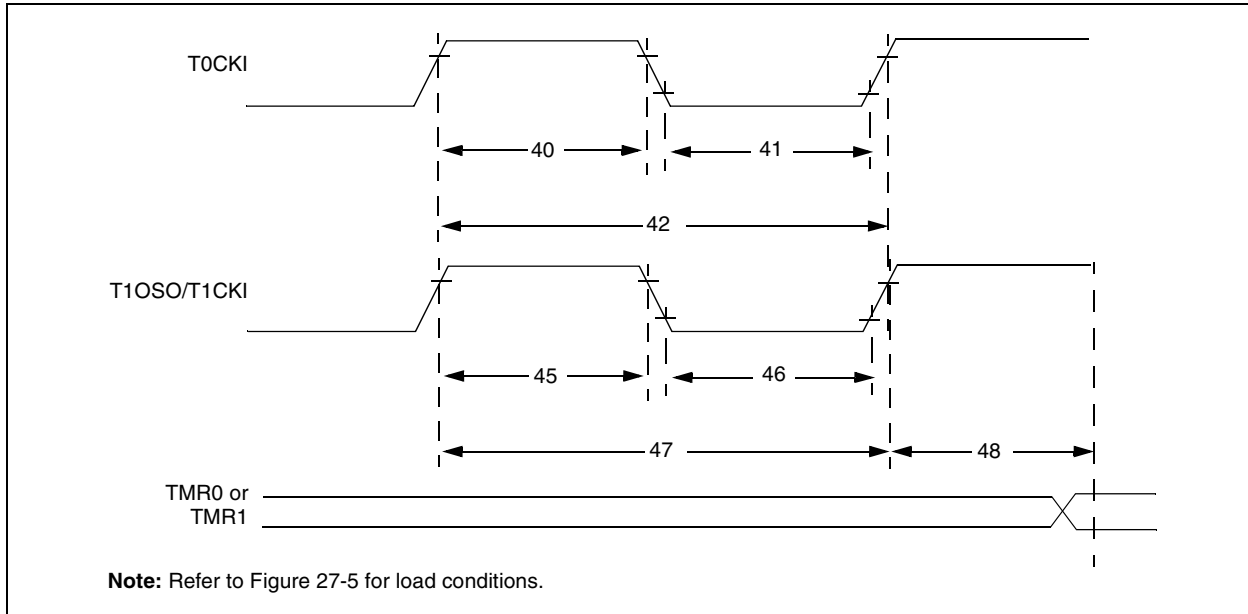 T0CKI
40
41
42
T1OSO/T1CKI
45
46
47
48
TMR0 or
TMR1
Note: Refer to Figure 27-5 for load conditions.